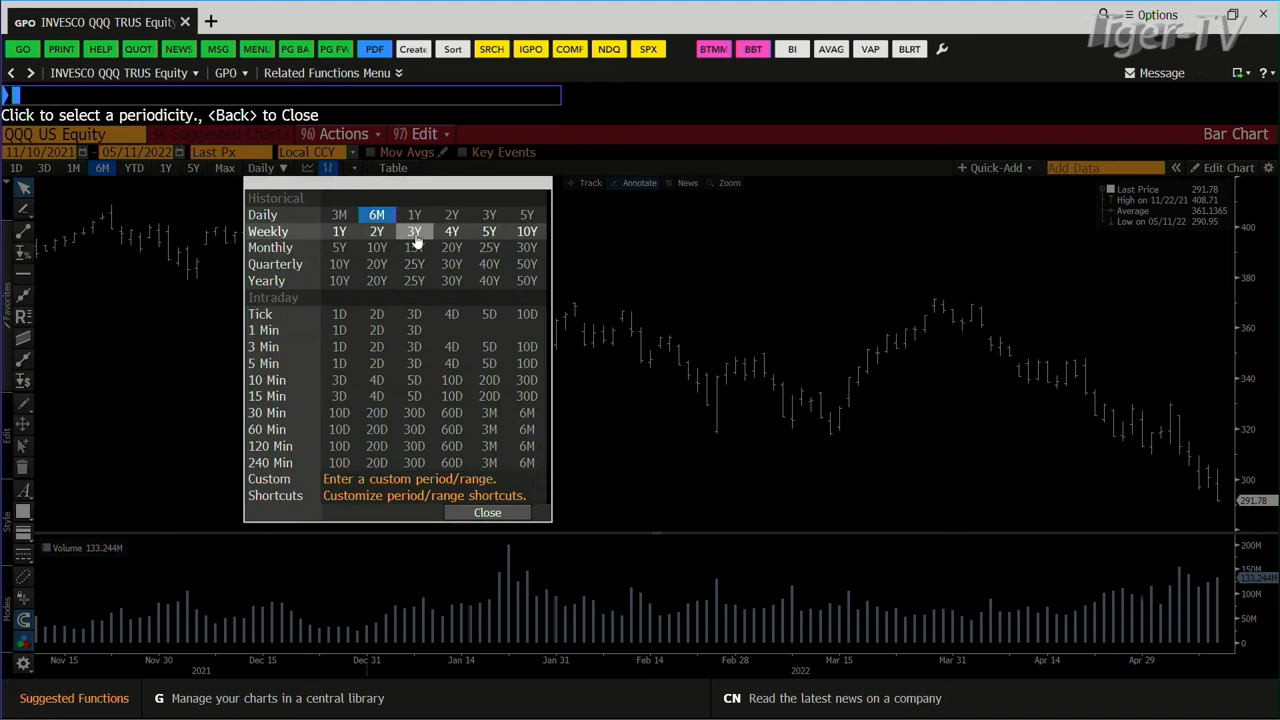 GPO INVESCO QQQ TRUS Equity
Options
Tiger-TV
GO PRINT HELP QUOT NEWS MSG MENU PG BA PG FW PDF Create Sort SRCH IGPO COMF NDQ SPX BTMM BBT BI AVAG VAP BLRT
INVESCO QQQ TRUS Equity GPO Related Functions Menu Message
Click to select a periodicity., <Back> to Close
QQQ US Equity 94) Suggested Charts 96) Actions 97) Edit Bar Chart
11/10/2021 - 05/11/2022 Last Px Local CCY Mov Avgs Key Events
1D 3D 1M 6M YTD 1Y 5Y Max Daily Table + Quick-Add Add Data Edit Chart
Track Annotate News Zoom
Historical
Daily 3M 6M 1Y 2Y 3Y 5Y
Weekly 1Y 2Y 3Y 4Y 5Y 10Y
Monthly 5Y 10Y 15Y 20Y 25Y 30Y
Quarterly 10Y 20Y 25Y 30Y 40Y 50Y
Yearly 10Y 20Y 25Y 30Y 40Y 50Y
Intraday
Tick 1D 2D 3D 4D 5D 10D
1 Min 1D 2D 3D
3 Min 1D 2D 3D 4D 5D 10D
5 Min 1D 2D 3D 4D 5D 10D
10 Min 3D 4D 5D 10D 20D 30D
15 Min 3D 4D 5D 10D 20D 30D
30 Min 10D 20D 30D 60D 3M 6M
60 Min 10D 20D 30D 60D 3M 6M
120 Min 10D 20D 30D 60D 3M 6M
240 Min 10D 20D 30D 60D 3M 6M
Custom Enter a custom period/range.
Shortcuts Customize period/range shortcuts.
Close
Last Price 291.78
High on 11/22/21 408.71
Average 361.1365
Low on 05/11/22 290.95
400
380
360
340
320
300
291.78
Favorites
Edit
Style
Modes
Volume 133.244M
200M
150M
133.244M
100M
50M
0
Nov 15 Nov 30 Dec 15 Dec 31 Jan 14 Jan 31 Feb 14 Feb 28 Mar 15 Mar 31 Apr 14 Apr 29
2021 2022
Suggested Functions G Manage your charts in a central library CN Read the latest news on a company